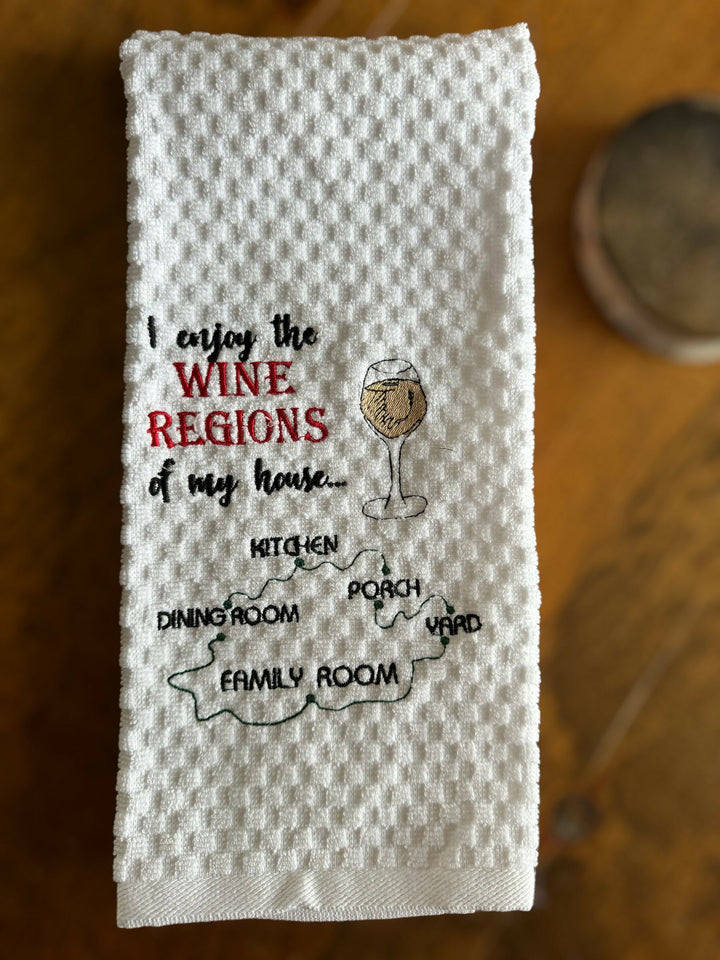 I enjoy the
WINE
REGIONS
of my house...
KITCHEN
PORCH
DINING ROOM
YARD
FAMILY ROOM